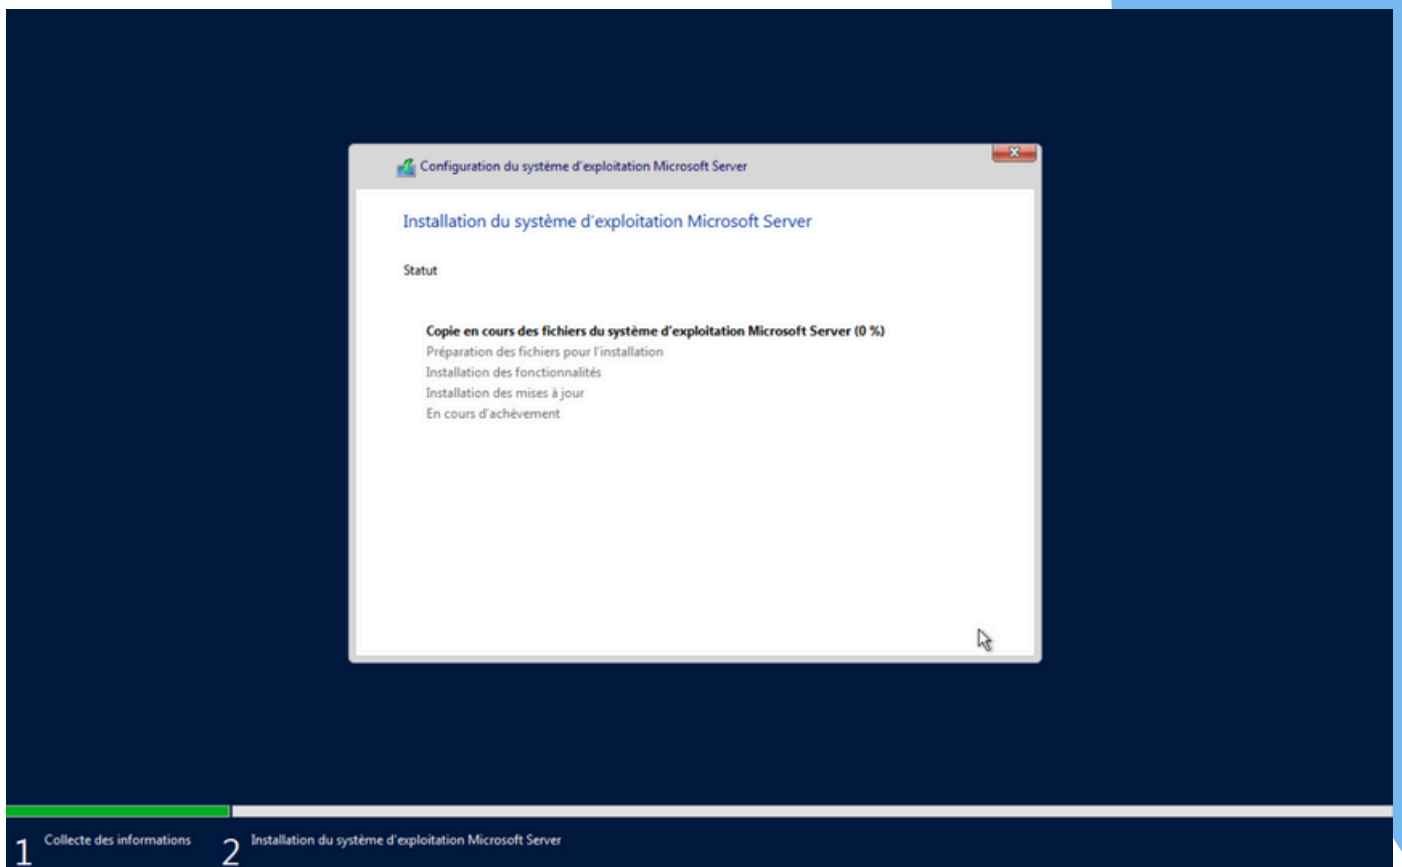 Configuration du système d'exploitation Microsoft Server
Installation du système d'exploitation Microsoft Server
Statut
Copie en cours des fichiers du système d'exploitation Microsoft Server (0 %)
Préparation des fichiers pour l'installation
Installation des fonctionnalités
Installation des mises à jour
En cours d'achèvement
1 Collecte des informations 2 Installation du système d'exploitation Microsoft Server